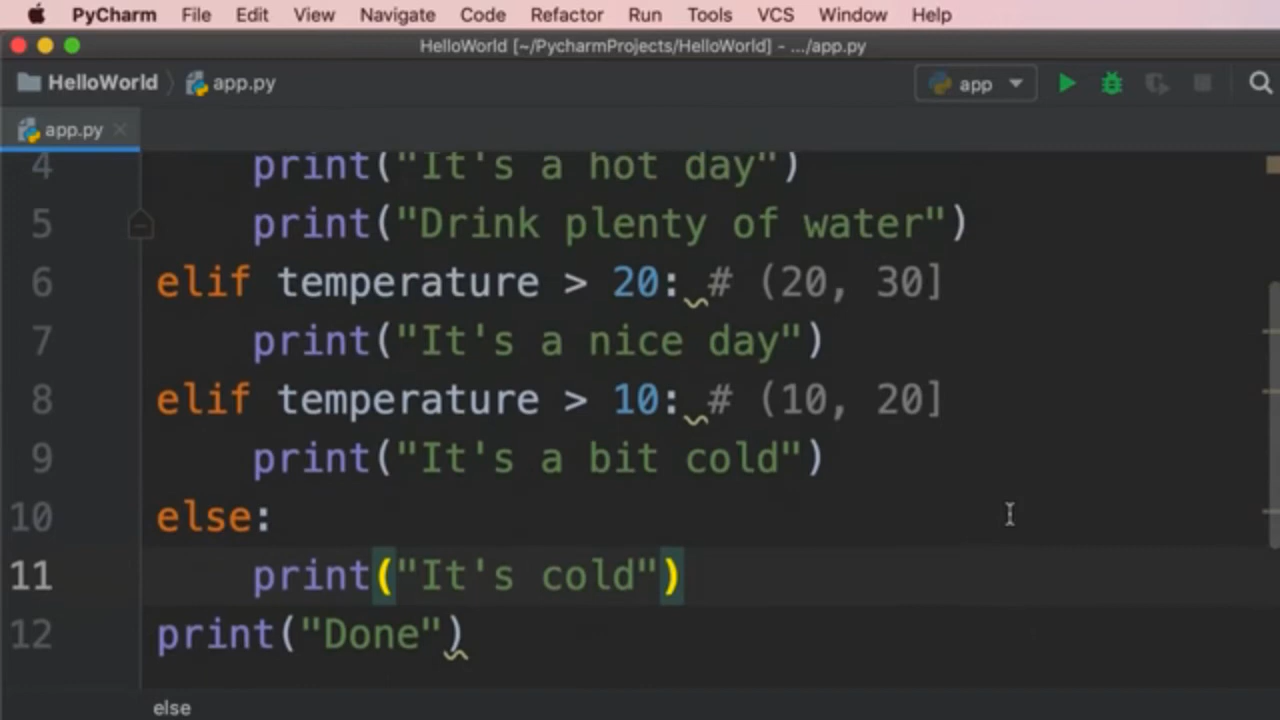 PyCharm File Edit View Navigate Code Refactor Run Tools VCS Window Help
HelloWorld [~/PycharmProjects/HelloWorld] - .../app.py
HelloWorld app.py app
app.py
4 print("It's a hot day")
5 print("Drink plenty of water")
6 elif temperature > 20: # (20, 30]
7 print("It's a nice day")
8 elif temperature > 10: # (10, 20]
9 print("It's a bit cold")
10 else:
11 print("It's cold")
12 print("Done")
else